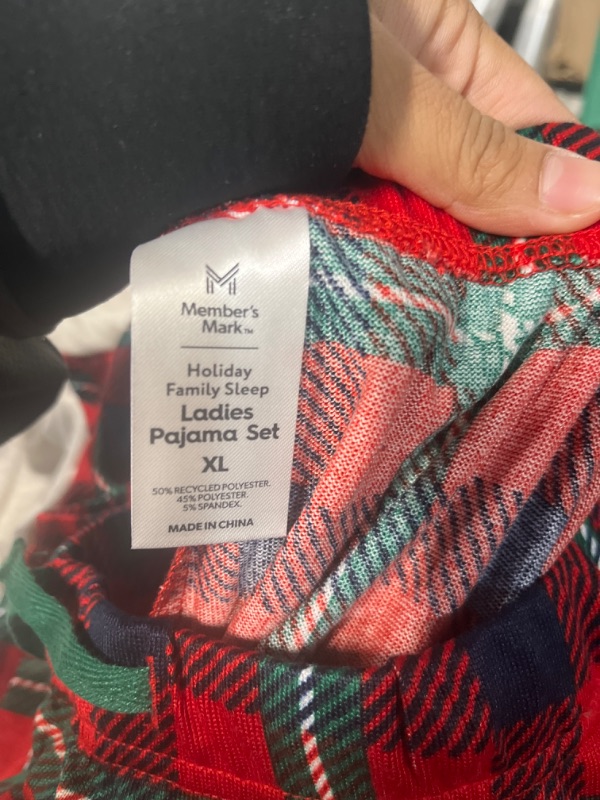 Member's
Mark™
Holiday
Family Sleep
Ladies
Pajama Set
XL
50% RECYCLED POLYESTER.
45% POLYESTER.
5% SPANDEX.
MADE IN CHINA